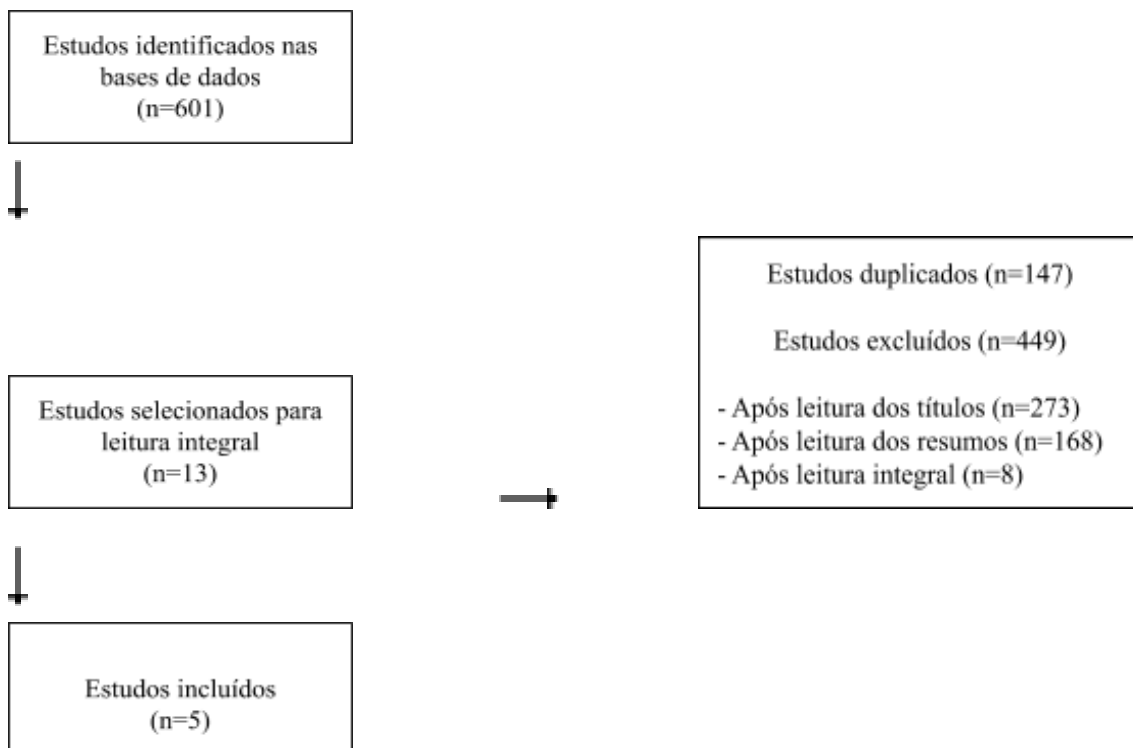 Estudos identificados nas
bases de dados
(n=601)
Estudos duplicados (n=147)
Estudos excluídos (n=449)
- Após leitura dos títulos (n=273)
- Após leitura dos resumos (n=168)
- Após leitura integral (n=8)
Estudos selecionados para
leitura integral
(n=13)
Estudos incluídos
(n=5)